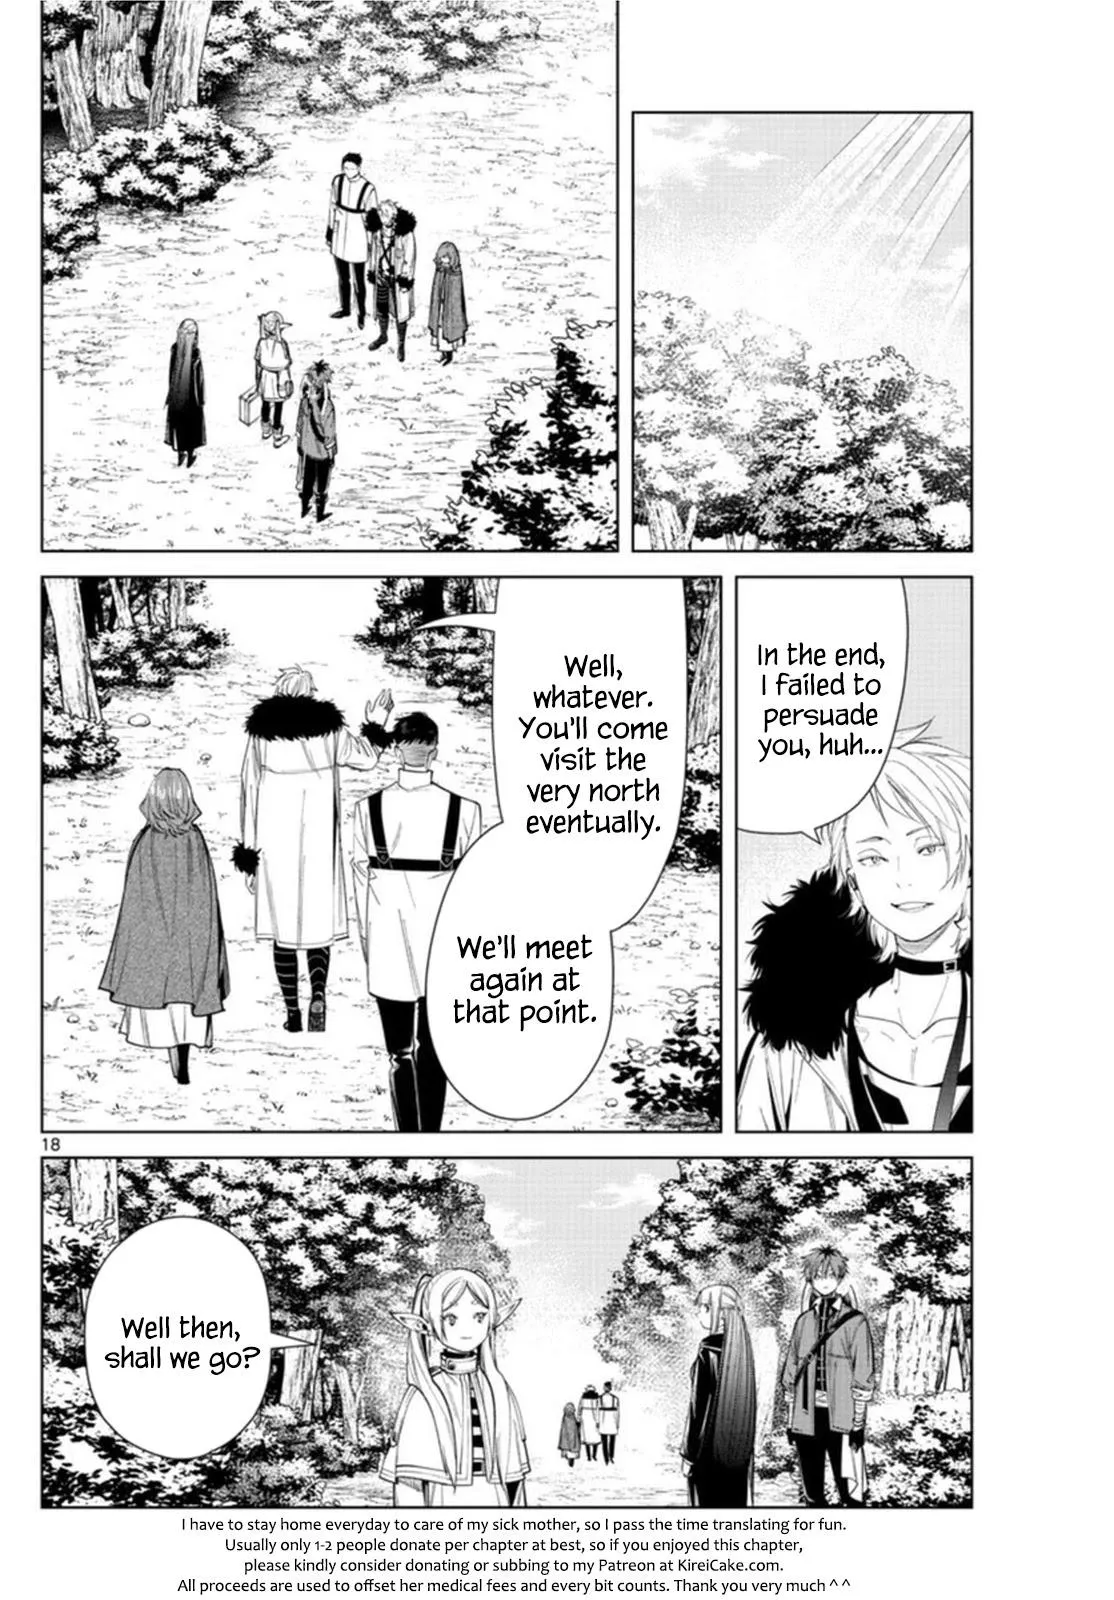 In the end,
I failed to
persuade
you, huh...
Well,
whatever.
You'll come
visit the
very north
eventually.
We'll meet
again at
that point.
18
Well then,
shall we go?
I have to stay home everyday to care of my sick mother, so I pass the time translating for fun.
Usually only 1-2 people donate per chapter at best, so if you enjoyed this chapter,
please kindly consider donating or subbing to my Patreon at KireiCake.com.
All proceeds are used to offset her medical fees and every bit counts. Thank you very much ^ ^